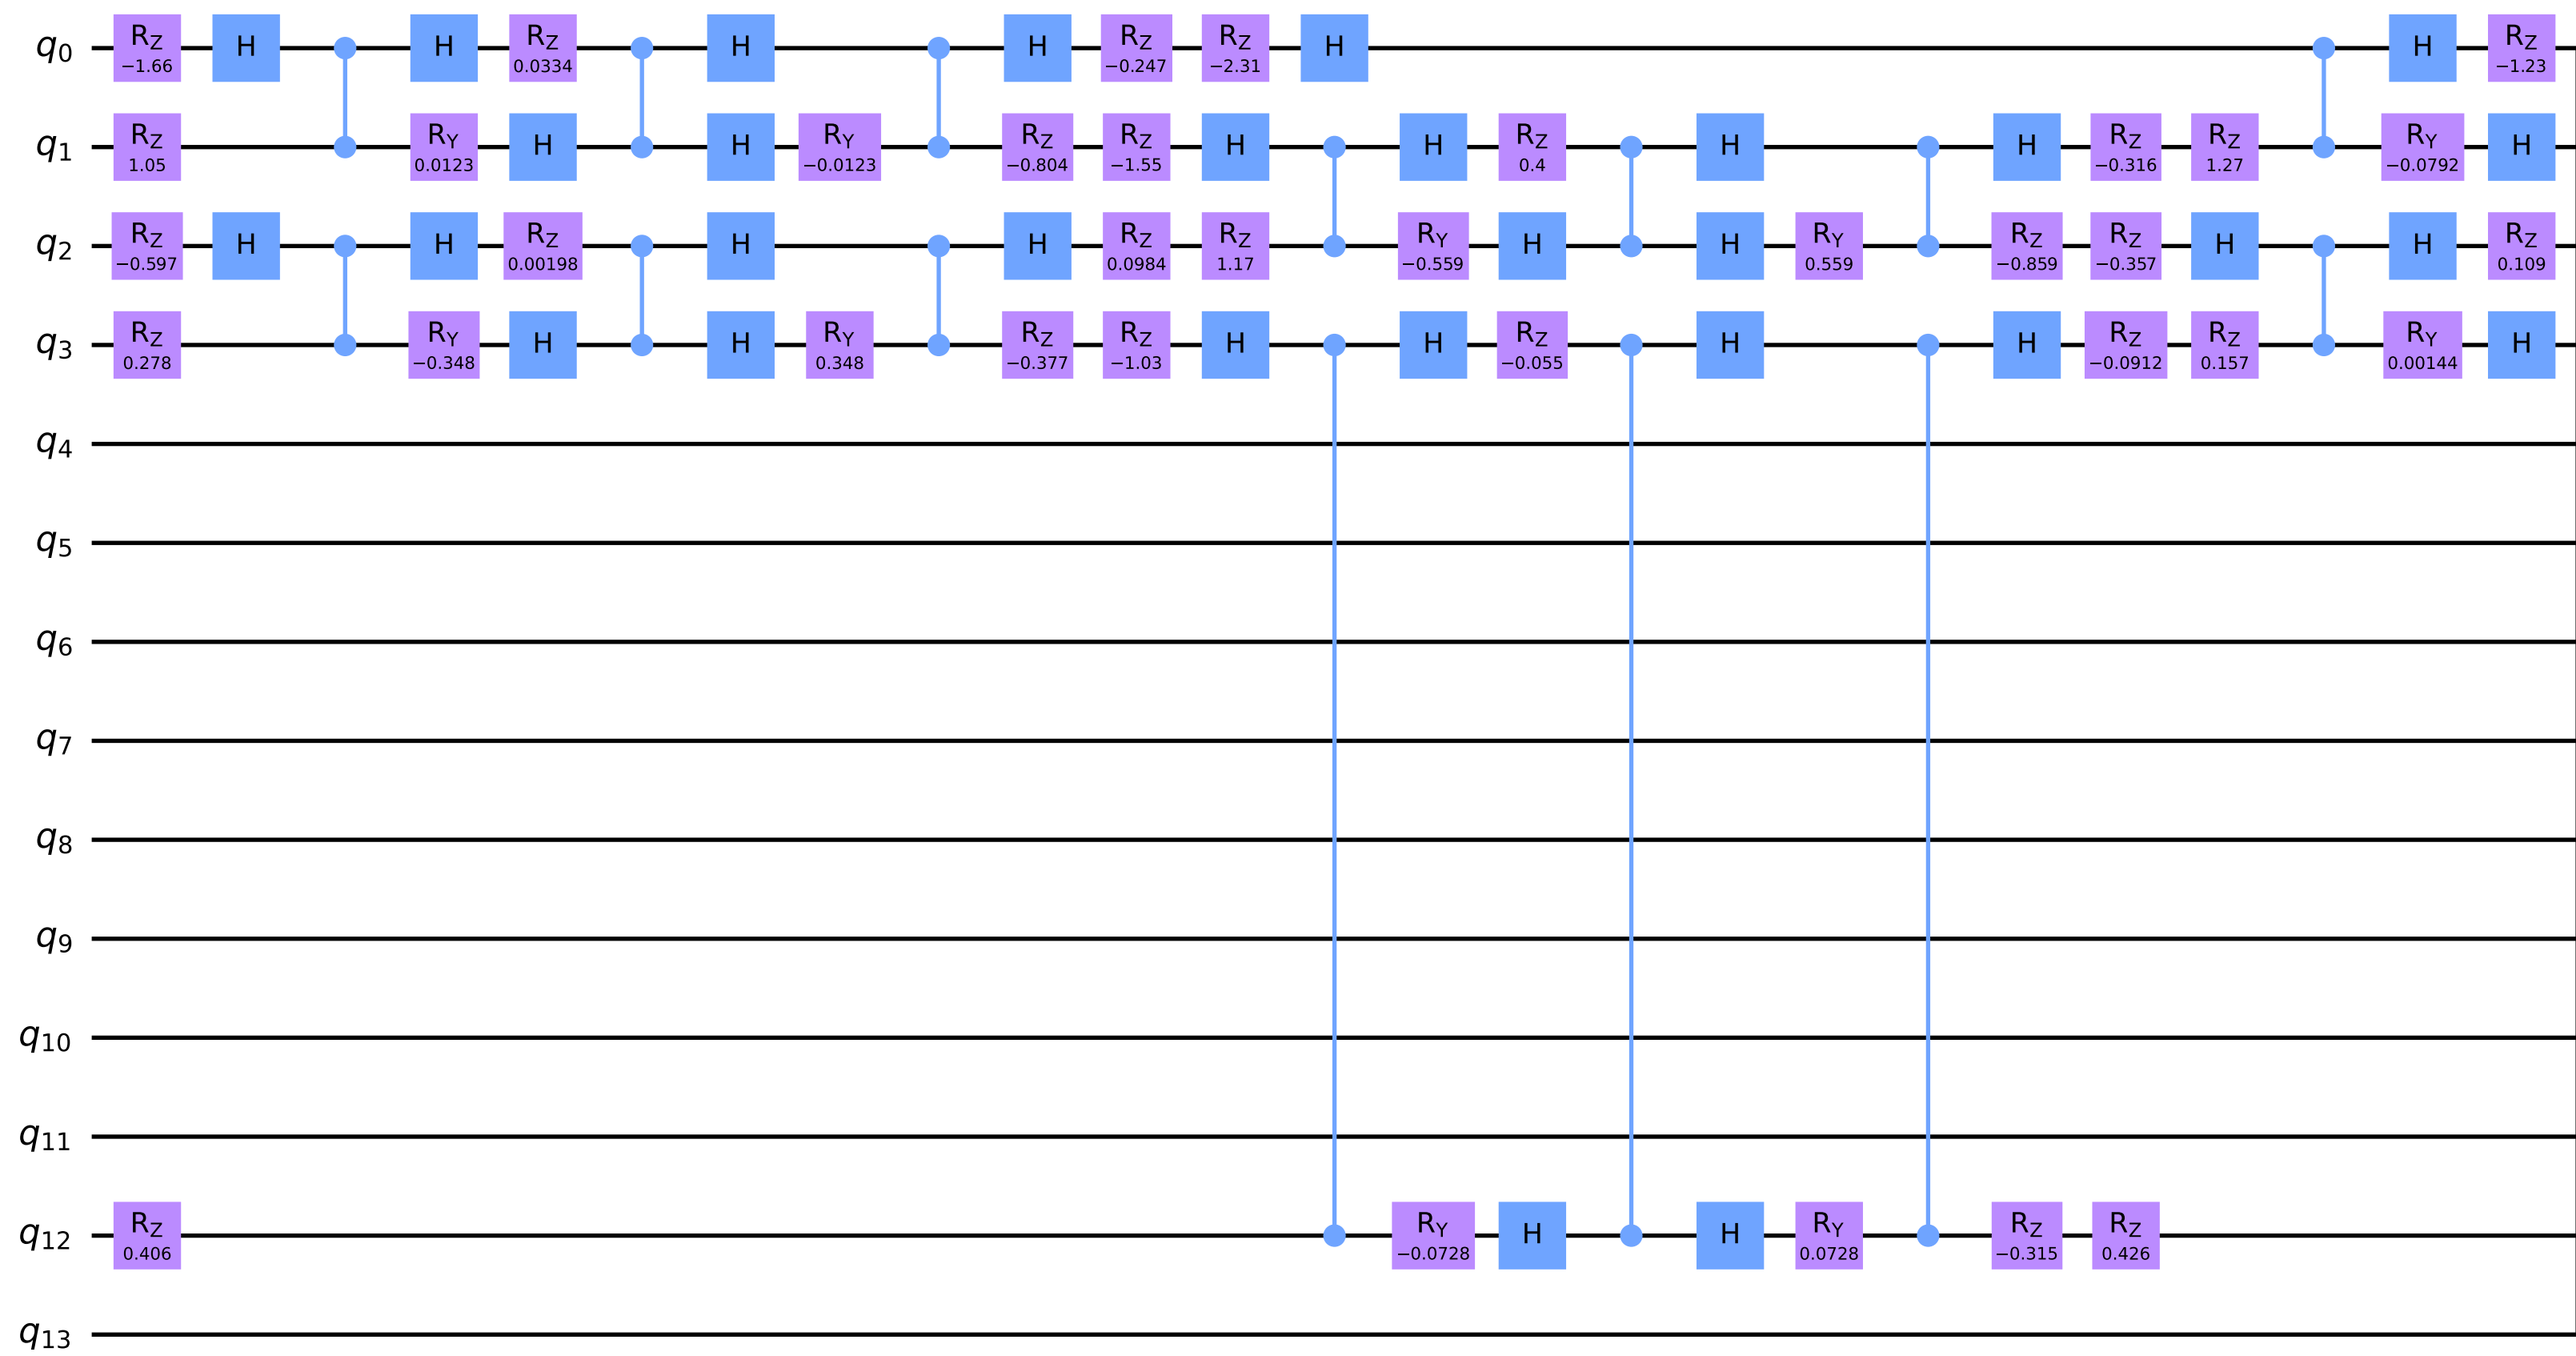 q0 RZ −1.66 H H RZ 0.0334 H H RZ −0.247 RZ −2.31 H H RZ −1.23
q1 RZ 1.05 RY 0.0123 H H RY −0.0123 RZ −0.804 RZ −1.55 H H RZ 0.4 H H RZ −0.316 RZ 1.27 RY −0.0792 H
q2 RZ −0.597 H H RZ 0.00198 H H RZ 0.0984 RZ 1.17 RY −0.559 H H RY 0.559 RZ −0.859 RZ −0.357 H H RZ 0.109
q3 RZ 0.278 RY −0.348 H H RY 0.348 RZ −0.377 RZ −1.03 H H RZ −0.055 H H RZ −0.0912 RZ 0.157 RY 0.00144 H
q4
q5
q6
q7
q8
q9
q10
q11
q12 RZ 0.406 RY −0.0728 H H RY 0.0728 RZ −0.315 RZ 0.426
q13